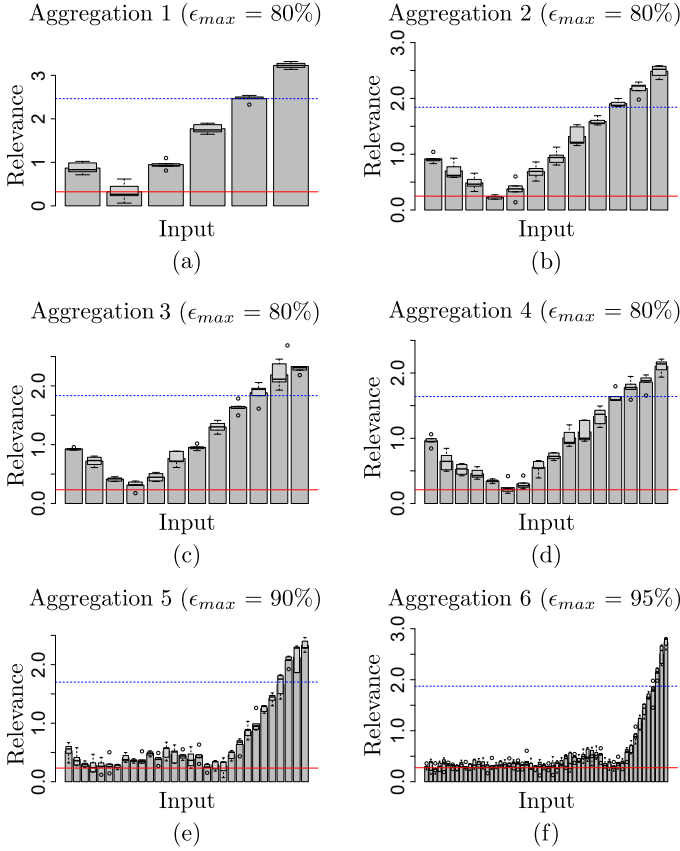 Aggregation 1 (ϵmax = 80%)
Relevance
0 1 2 3
Input
(a)
Aggregation 2 (ϵmax = 80%)
Relevance
0.0 1.0 2.0 3.0
Input
(b)
Aggregation 3 (ϵmax = 80%)
Relevance
0.0 1.0 2.0
Input
(c)
Aggregation 4 (ϵmax = 80%)
Relevance
0.0 1.0 2.0
Input
(d)
Aggregation 5 (ϵmax = 90%)
Relevance
0.0 1.0 2.0
Input
(e)
Aggregation 6 (ϵmax = 95%)
Relevance
0.0 1.0 2.0 3.0
Input
(f)